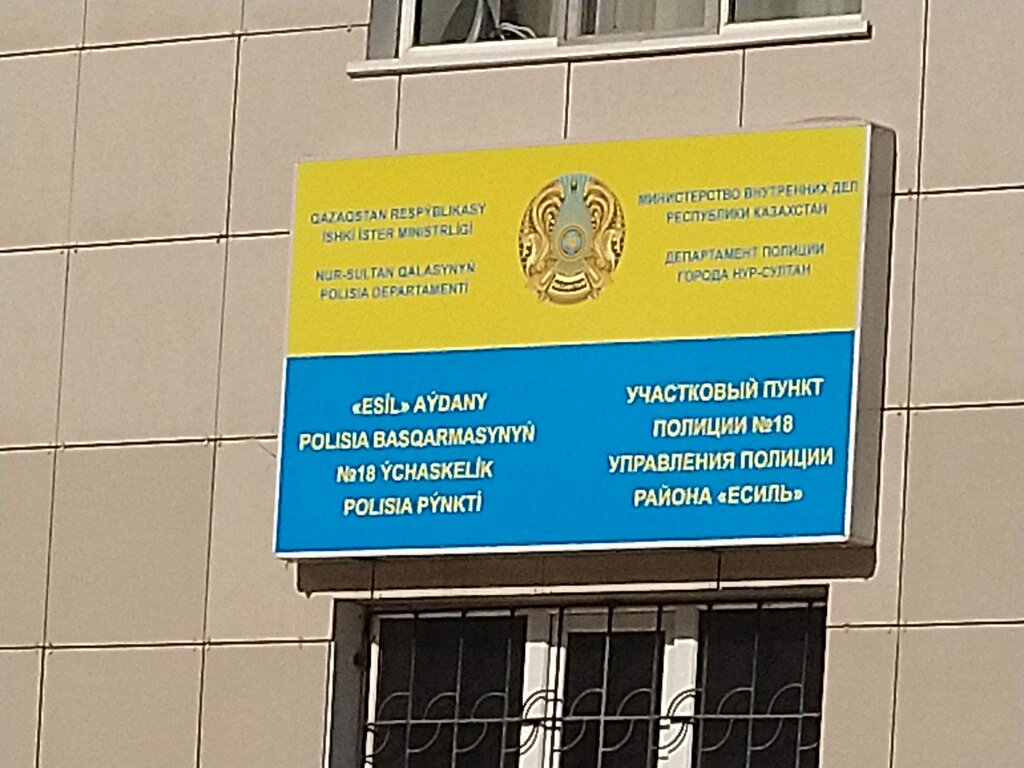 QAZAQSTAN RESPÝBLIKASY
ISHKI ISTER MINISTRLIGI
NUR-SULTAN QALASYNYŃ
POLISIA DEPARTAMENTI
МИНИСТЕРСТВО ВНУТРЕННИХ ДЕЛ
РЕСПУБЛИКИ КАЗАХСТАН
ДЕПАРТАМЕНТ ПОЛИЦИИ
ГОРОДА НУР-СУЛТАН
«ESİL» AÝDANY
POLISIA BASQARMASYNYŃ
№18 ÝCHASKELİK
POLISIA PÝNKTİ
УЧАСТКОВЫЙ ПУНКТ
ПОЛИЦИИ №18
УПРАВЛЕНИЯ ПОЛИЦИИ
РАЙОНА «ЕСИЛЬ»